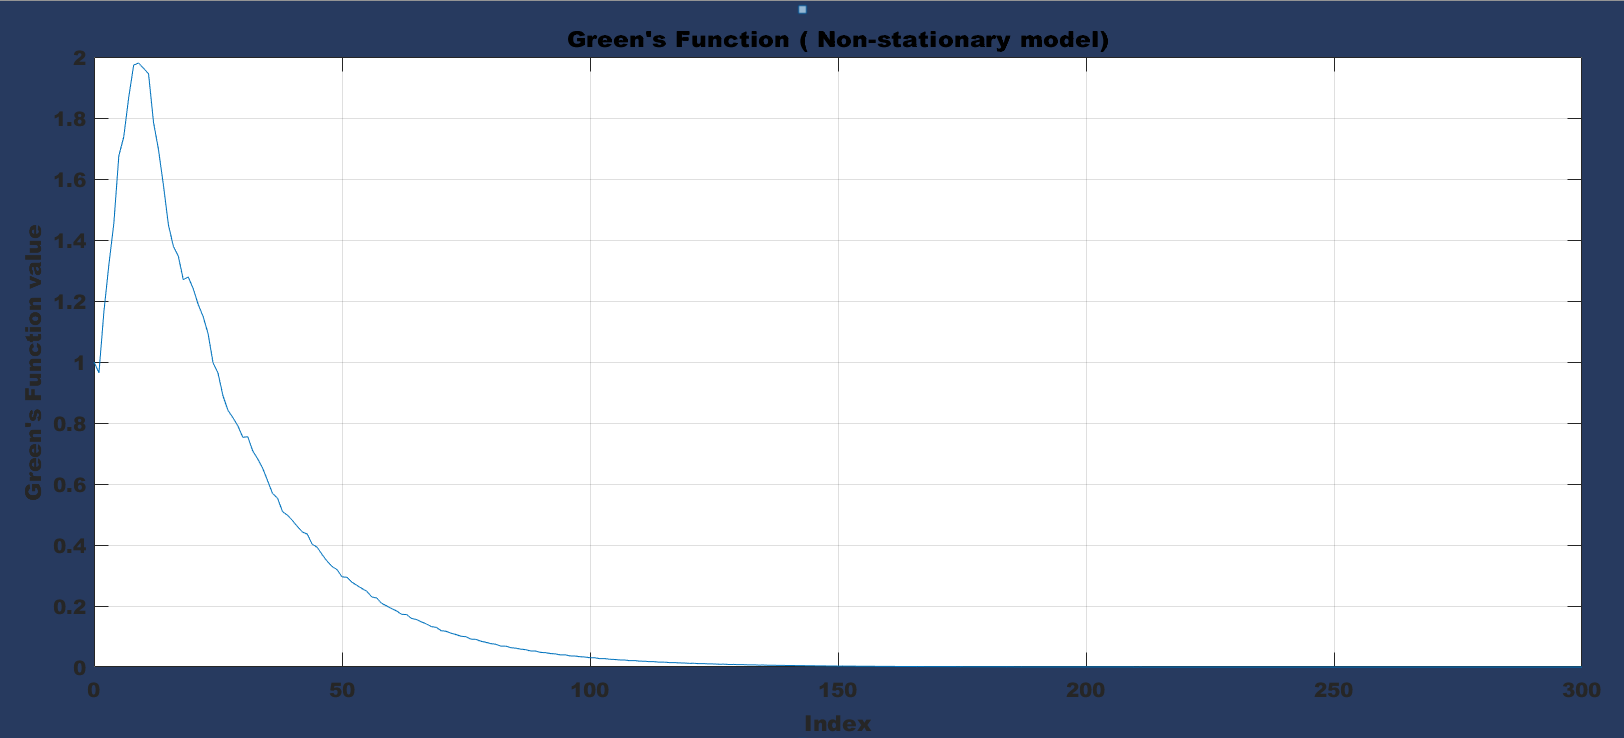 Green's Function ( Non-stationary model)
Green's Function value
2
1.8
1.6
1.4
1.2
1
0.8
0.6
0.4
0.2
0
0 50 100 150 200 250 300
Index